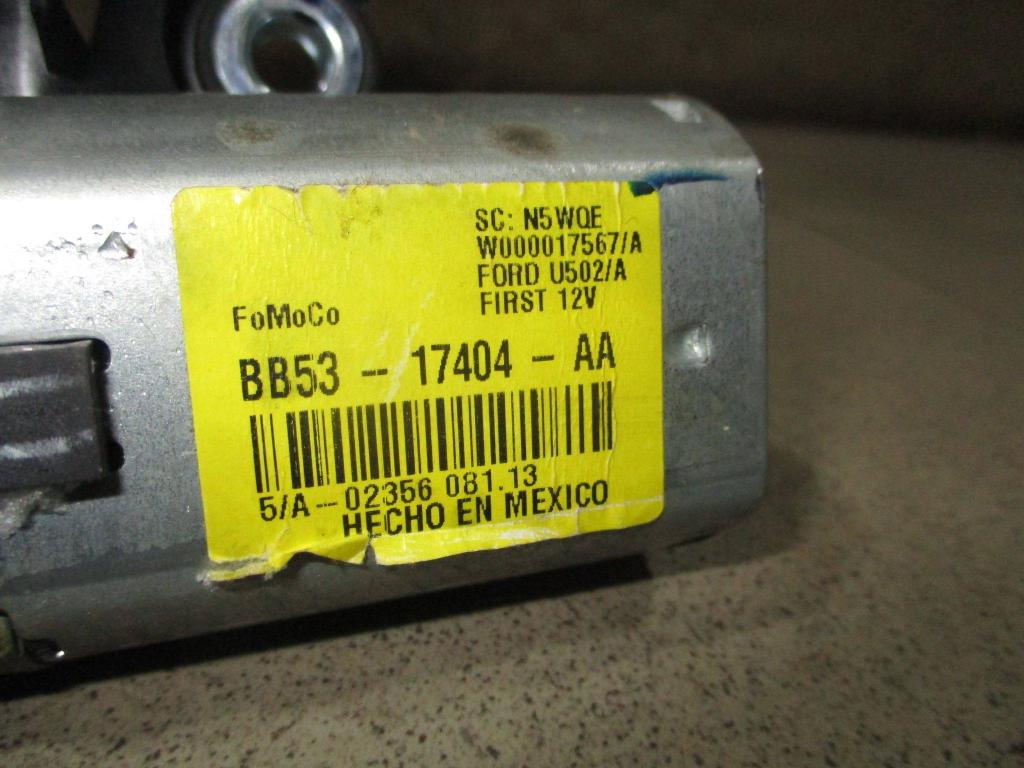 SC: N5WQE
W000017567/A
FORD U502/A
FIRST 12V
FoMoCo
BB53 - 17404 - AA
5/A-02356 081.13
HECHO EN MEXICO